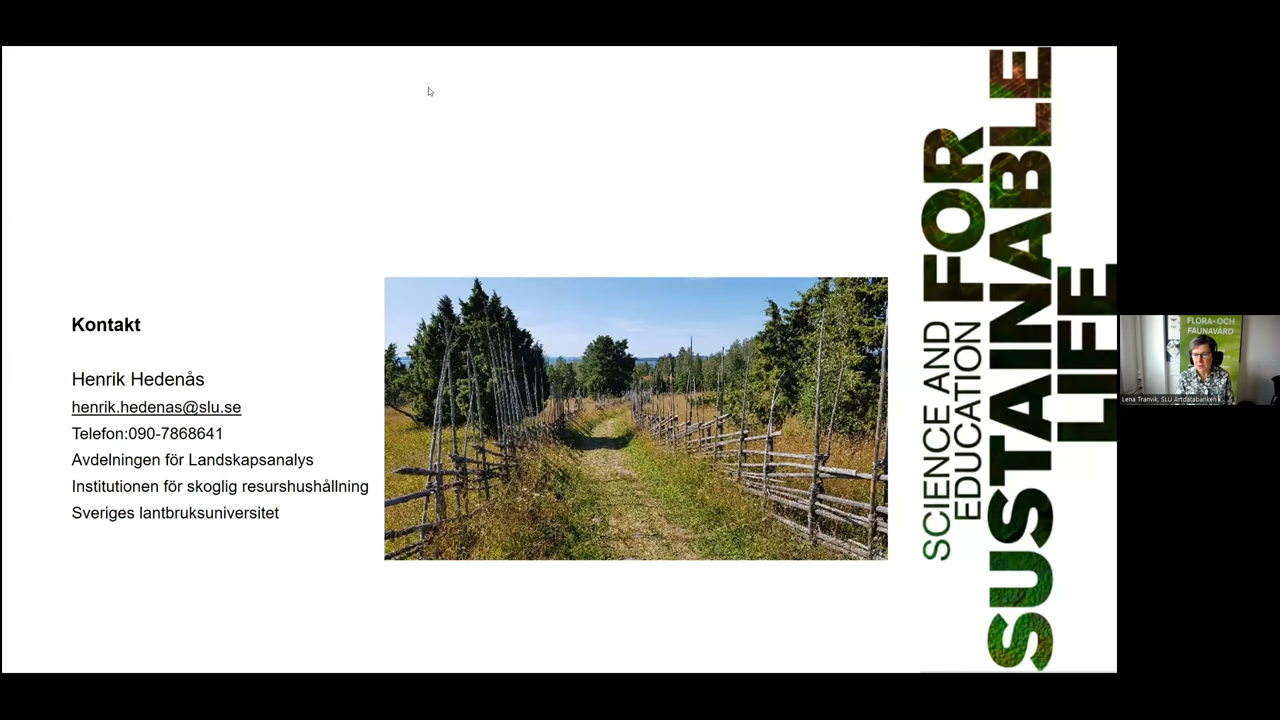 Kontakt
Henrik Hedenås
henrik.hedenas@slu.se
Telefon:090-7868641
Avdelningen för Landskapsanalys
Institutionen för skoglig resurshushållning
Sveriges lantbruksuniversitet
SCIENCE AND
EDUCATION
FOR
SUSTAINABLE
LIFE
FLORA- OCH
FAUNAVÅRD
Lena Tranvik, SLU Artdatabanken